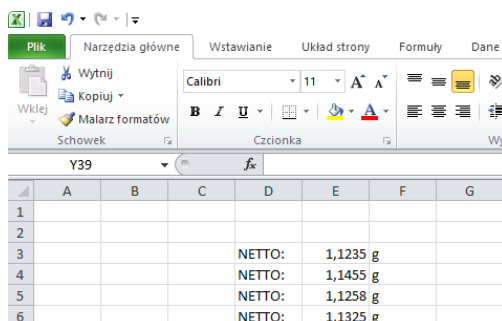 Plik Narzędzia główne Wstawianie Układ strony Formuły Dane
Wytnij
Kopiuj
Malarz formatów
Wklej
Calibri 11 A A
B I U A
Schowek Czcionka
Y39 fx
A B C D E F G
1
2
3 NETTO: 1,1235 g
4 NETTO: 1,1455 g
5 NETTO: 1,1258 g
6 NETTO: 1,1325 g